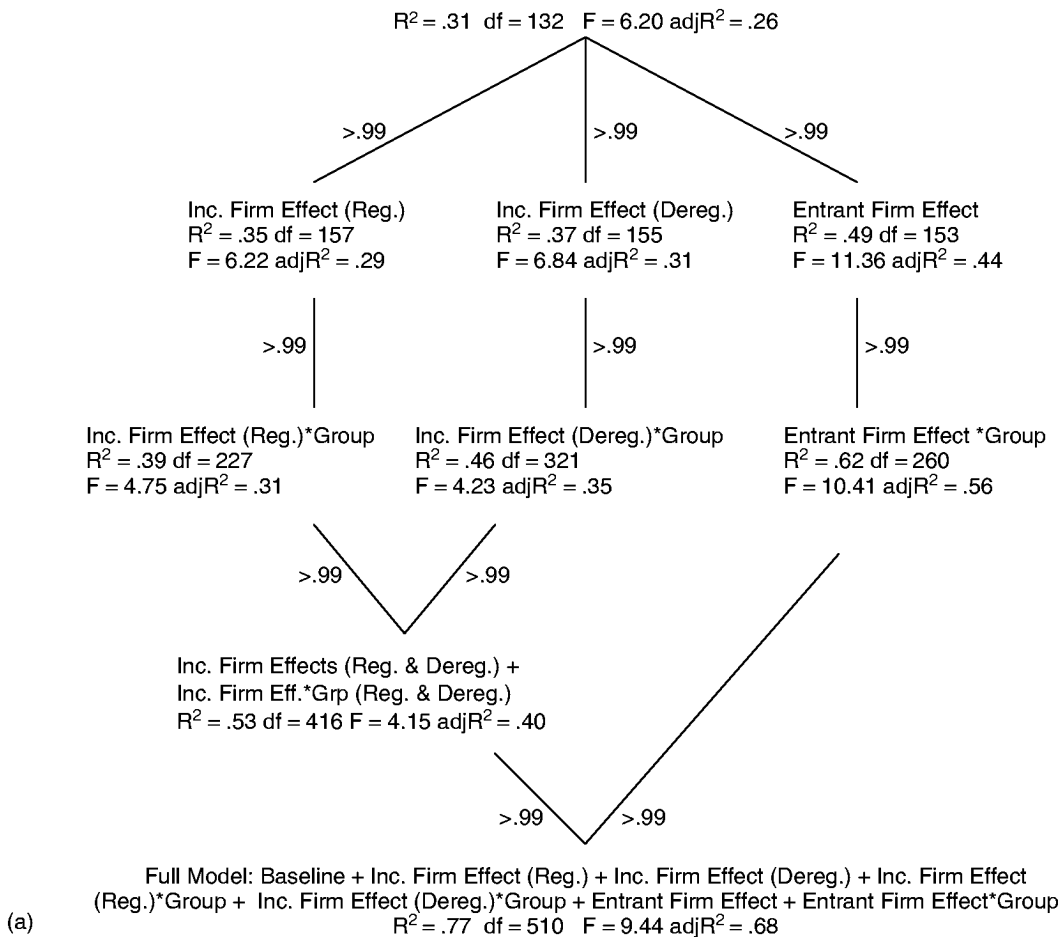 R² = .31 df = 132 F = 6.20 adjR² = .26
>.99 >.99 >.99
Inc. Firm Effect (Reg.)
R² = .35 df = 157
F = 6.22 adjR² = .29
Inc. Firm Effect (Dereg.)
R² = .37 df = 155
F = 6.84 adjR² = .31
Entrant Firm Effect
R² = .49 df = 153
F = 11.36 adjR² = .44
>.99 >.99 >.99
Inc. Firm Effect (Reg.)*Group
R² = .39 df = 227
F = 4.75 adjR² = .31
Inc. Firm Effect (Dereg.)*Group
R² = .46 df = 321
F = 4.23 adjR² = .35
Entrant Firm Effect *Group
R² = .62 df = 260
F = 10.41 adjR² = .56
>.99 >.99
Inc. Firm Effects (Reg. & Dereg.) +
Inc. Firm Eff.*Grp (Reg. & Dereg.)
R² = .53 df = 416 F = 4.15 adjR² = .40
>.99 >.99
Full Model: Baseline + Inc. Firm Effect (Reg.) + Inc. Firm Effect (Dereg.) + Inc. Firm Effect
(Reg.)*Group + Inc. Firm Effect (Dereg.)*Group + Entrant Firm Effect + Entrant Firm Effect*Group
(a) R² = .77 df = 510 F = 9.44 adjR² = .68